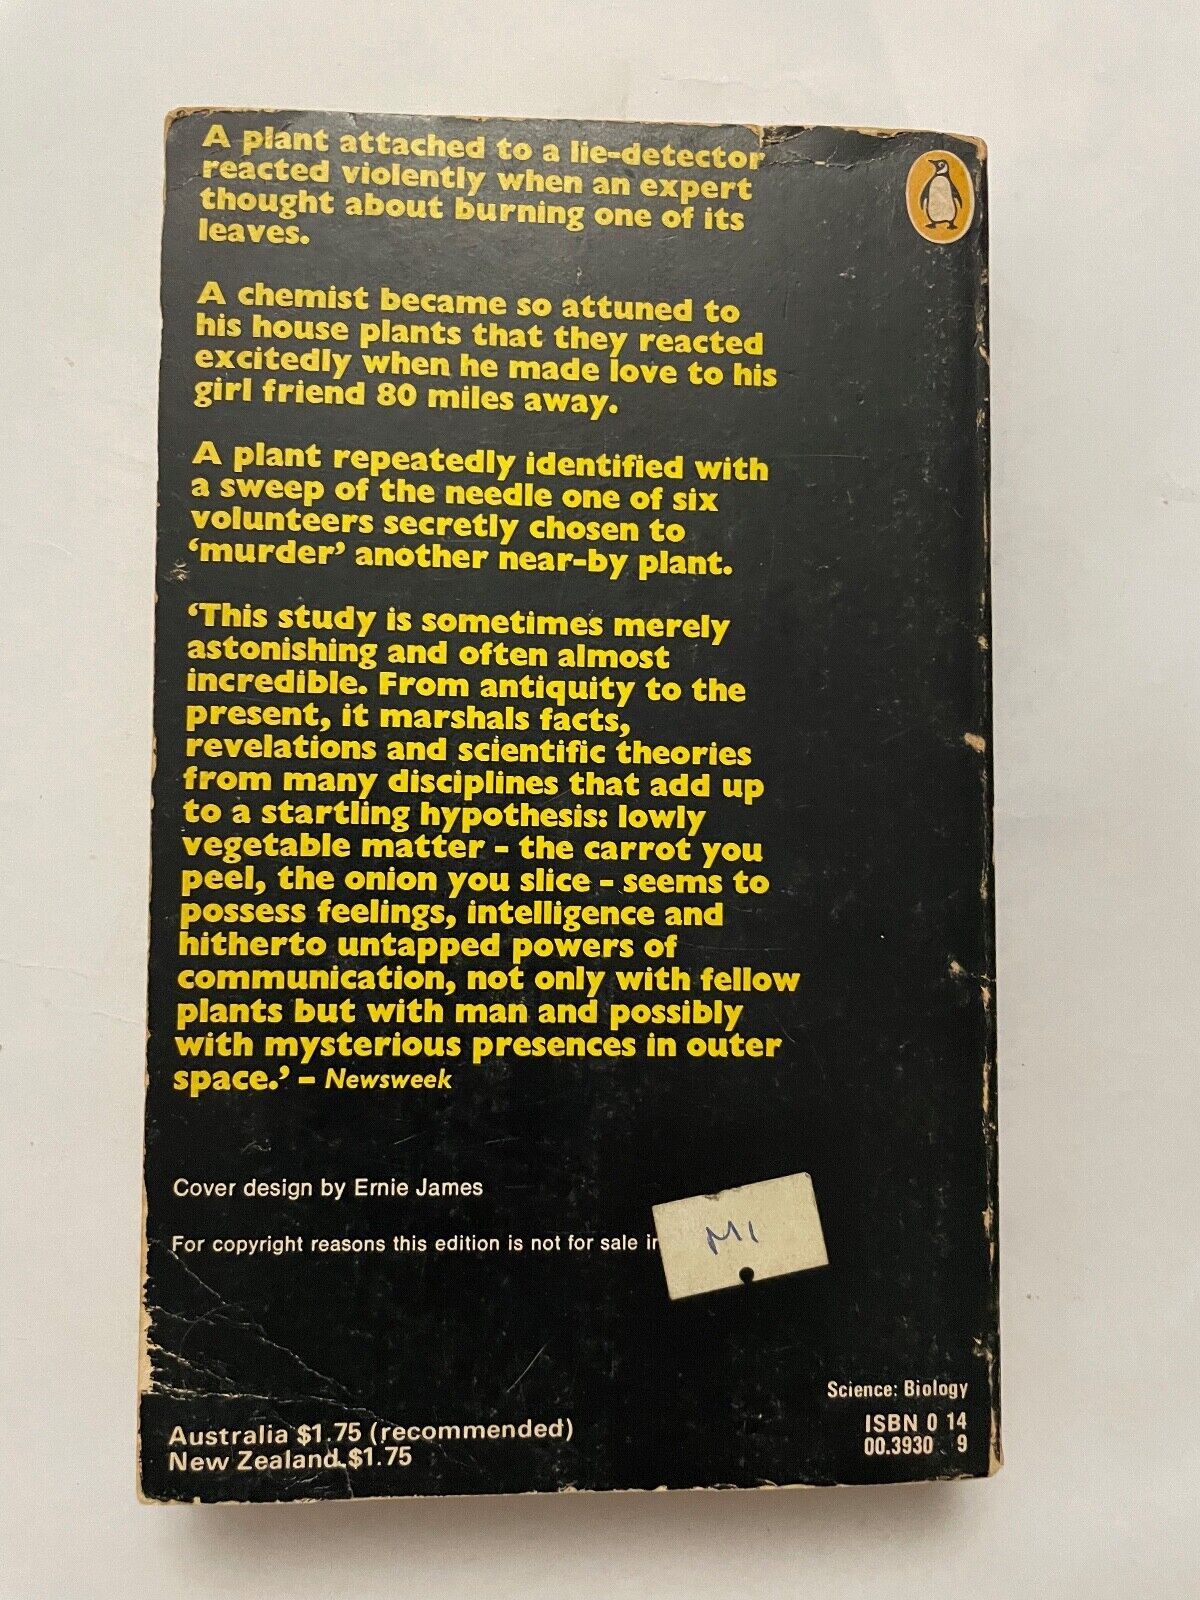 A plant attached to a lie-detector
reacted violently when an expert
thought about burning one of its
leaves.
A chemist became so attuned to
his house plants that they reacted
excitedly when he made love to his
girl friend 80 miles away.
A plant repeatedly identified with
a sweep of the needle one of six
volunteers secretly chosen to
‘murder’ another near-by plant.
‘This study is sometimes merely
astonishing and often almost
incredible. From antiquity to the
present, it marshals facts,
revelations and scientific theories
from many disciplines that add up
to a startling hypothesis: lowly
vegetable matter – the carrot you
peel, the onion you slice – seems to
possess feelings, intelligence and
hitherto untapped powers of
communication, not only with fellow
plants but with man and possibly
with mysterious presences in outer
space.’ – Newsweek
Cover design by Ernie James
For copyright reasons this edition is not for sale
M1
Science: Biology
ISBN 0 14
00.3930 9
Australia $1.75 (recommended)
New Zealand $1.75